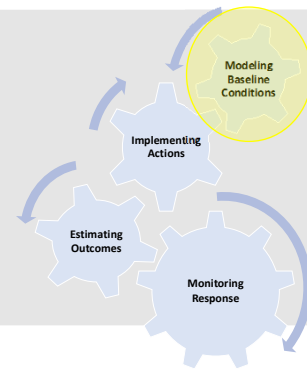 Modeling
Baseline
Conditions
Implementing
Actions
Estimating
Outcomes
Monitoring
Response